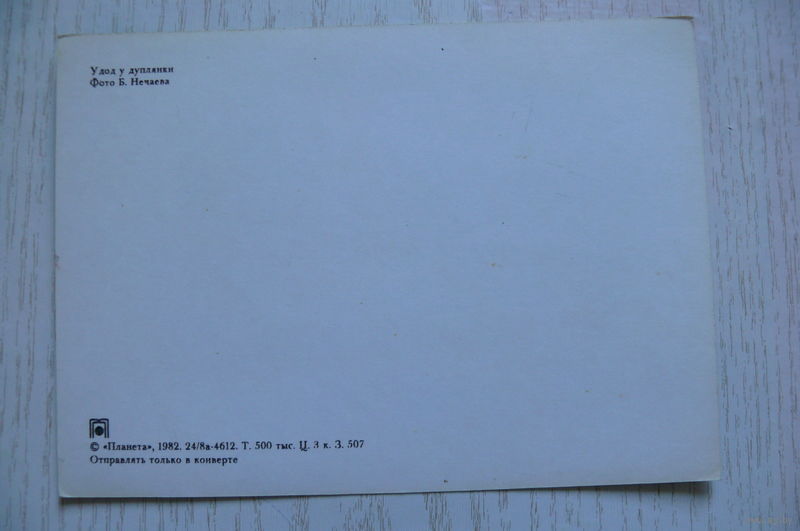 Удод у дуплянки
Фото Б. Нечаева
© «Планета», 1982. 24/8а-4612. Т. 500 тыс. Ц. 3 к. З. 507
Отправлять только в конверте